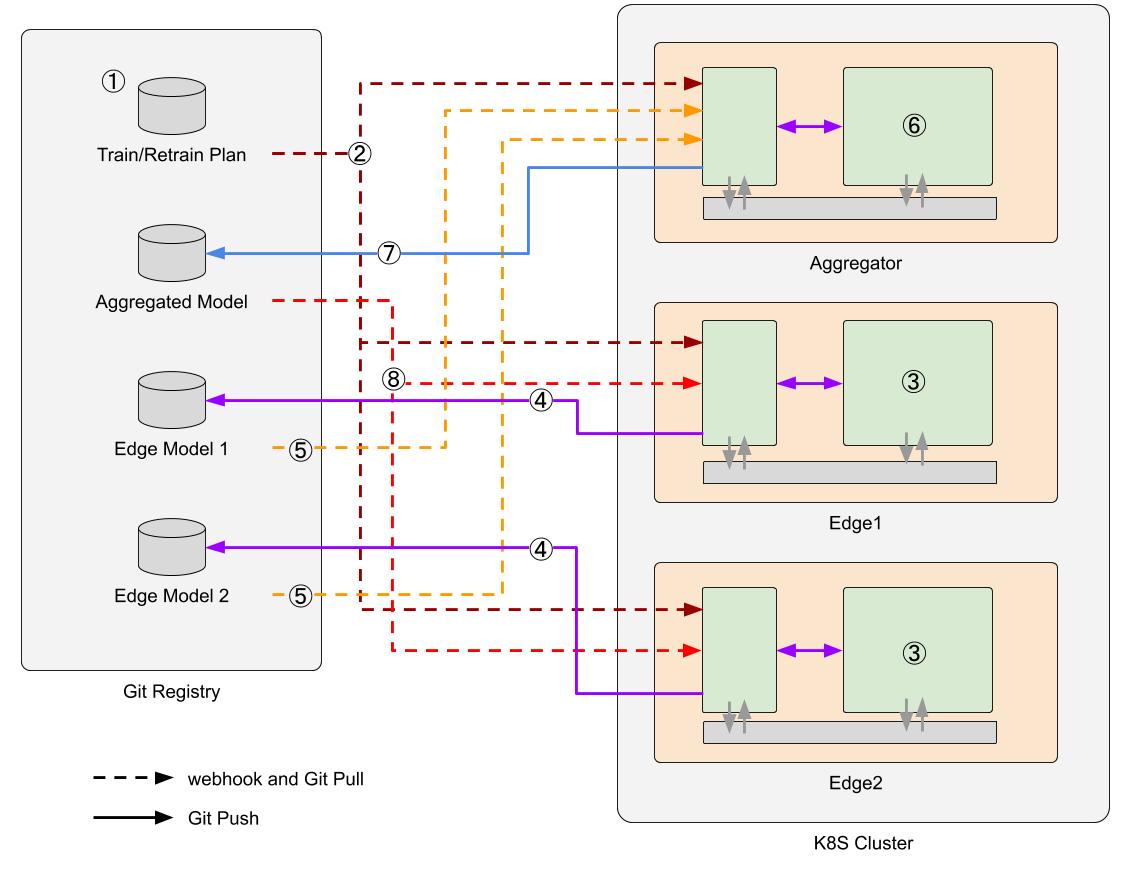 ①
Train/Retrain Plan
②
⑦
Aggregated Model
⑧
④
Edge Model 1
⑤
④
Edge Model 2
⑤
Git Registry
webhook and Git Pull
Git Push
⑥
Aggregator
③
Edge1
③
Edge2
K8S Cluster